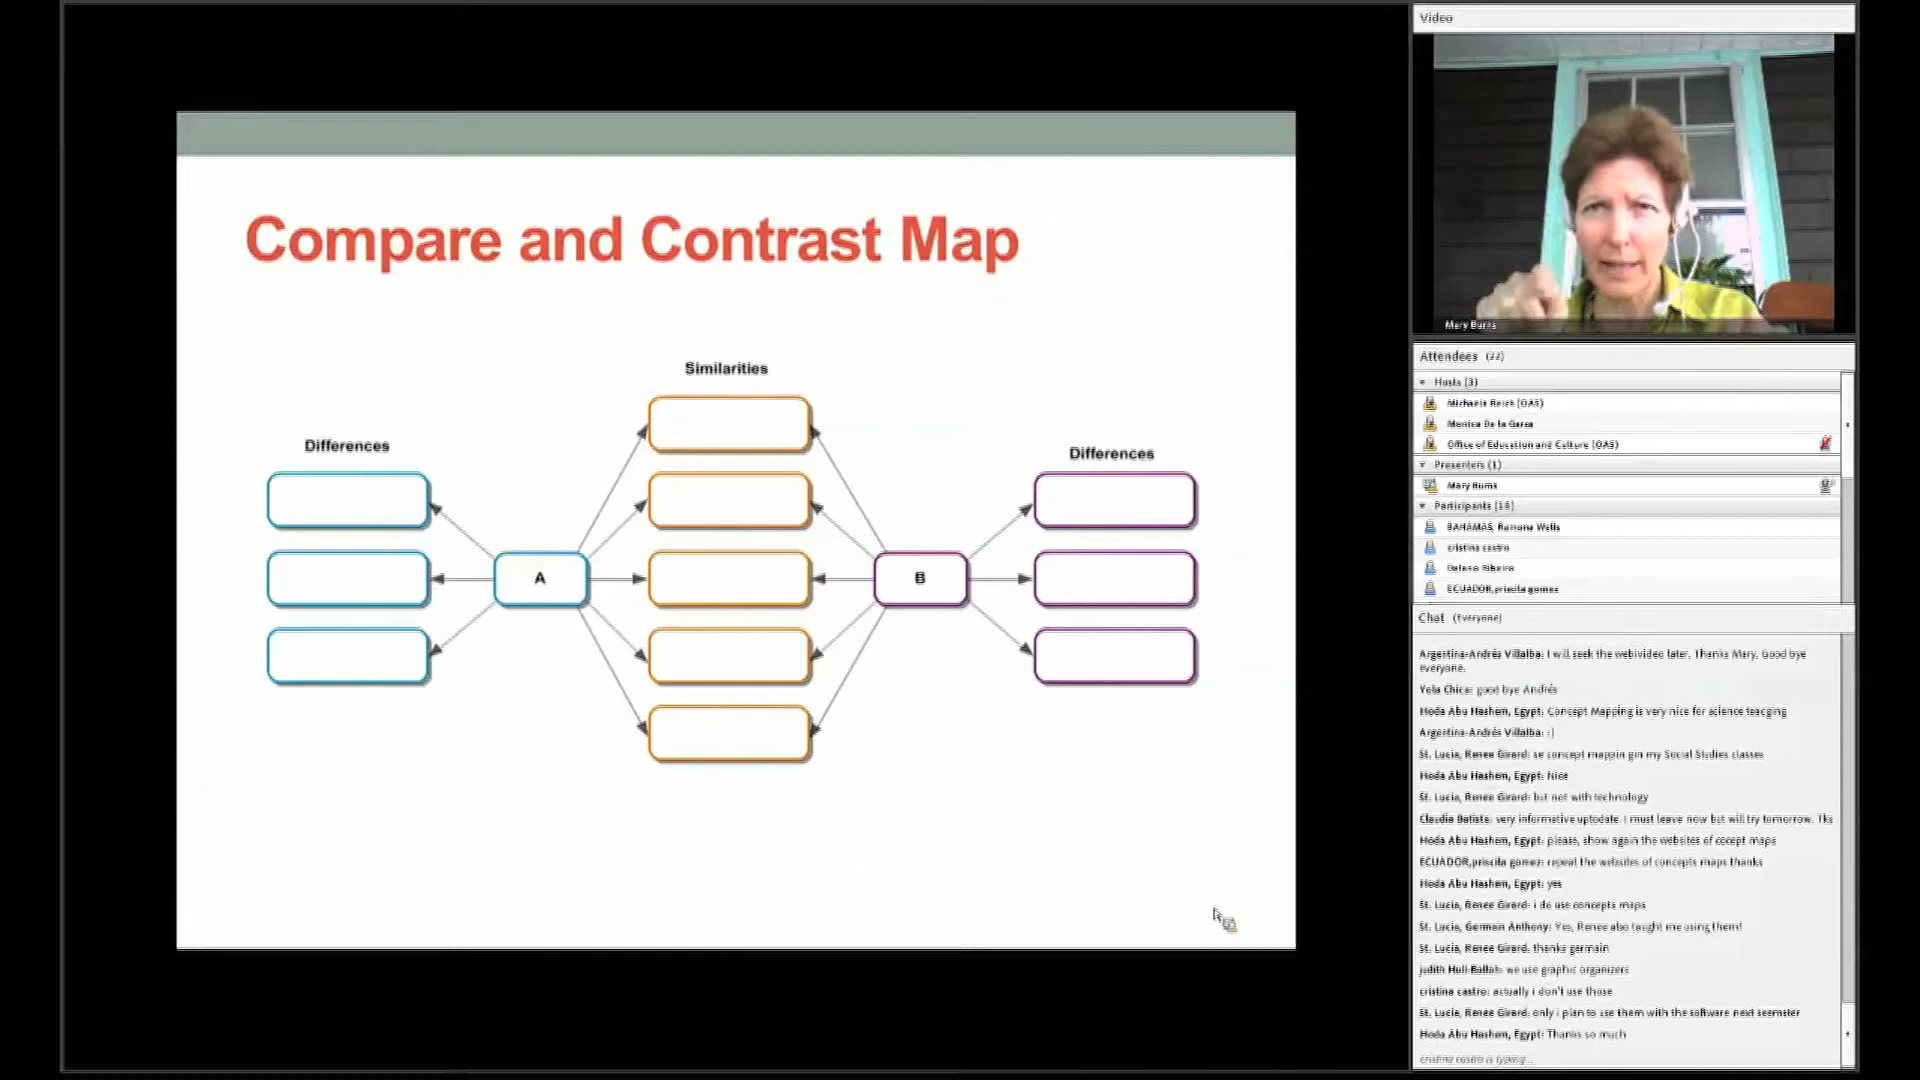 Compare and Contrast Map
Similarities
Differences
Differences
A
B
Video
Mary Burns
Attendees (22)
Hosts (3)
Michaela Reich (OAS)
Monica De la Garza
Office of Education and Culture (OAS)
Presenters (1)
Mary Burns
Participants (18)
BAHAMAS, Ramona Wells
cristina castro
Ribeiro
ECUADOR,priscila gomez
Chat (Everyone)
Argentina-Andrés Villalba: I will seek the webivideo later. Thanks Mary. Good bye
everyone.
Yola Chica: good bye Andrés
Hoda Abu Hashem, Egypt: Concept Mapping is very nice for science teacging
Argentina-Andrés Villalba: :)
St. Lucia, Renee Girard: se concept mappin gin my Social Studies classes
Hoda Abu Hashem, Egypt: Nice
St. Lucia, Renee Girard: but not with technology
Claudia Batista: very informative uptodate. I must leave now but will try tomorrow. Tks
Hoda Abu Hashem, Egypt: please, show again the websites of cocept maps
ECUADOR,priscila gomez: repeat the websites of concepts maps thanks
Hoda Abu Hashem, Egypt: yes
St. Lucia, Renee Girard: i do use concepts maps
St. Lucia, Germain Anthony: Yes, Renee also taught me using them!
St. Lucia, Renee Girard: thanks germain
judith Hull-Ballah: we use graphic organizers
cristina castro: actually i don't use those
St. Lucia, Renee Girard: only i plan to use them with the software next seemster
Hoda Abu Hashem, Egypt: Thanks so much
cristina castro is typing...